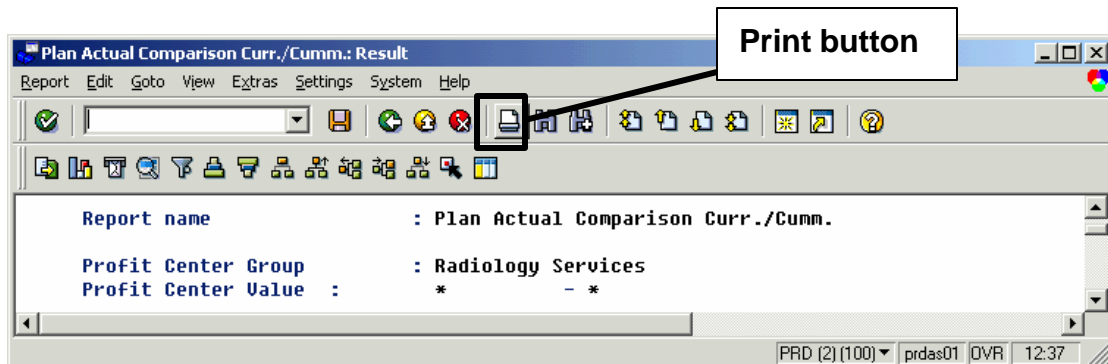 Print button
Plan Actual Comparison Curr./Cumm.: Result
Report Edit Goto View Extras Settings System Help
Report name : Plan Actual Comparison Curr./Cumm.
Profit Center Group : Radiology Services
Profit Center Value : * - *
PRD (2) (100) prdas01 OVR 12:37